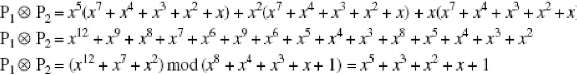 P₁ ⊗ P₂ = x⁵(x⁷ + x⁴ + x³ + x² + x) + x²(x⁷ + x⁴ + x³ + x² + x) + x(x⁷ + x⁴ + x³ + x² + x)
P₁ ⊗ P₂ = x¹² + x⁹ + x⁸ + x⁷ + x⁶ + x⁹ + x⁶ + x⁵ + x⁴ + x³ + x⁸ + x⁵ + x⁴ + x³ + x²
P₁ ⊗ P₂ = (x¹² + x⁷ + x²) mod (x⁸ + x⁴ + x³ + x + 1) = x⁵ + x³ + x² + x + 1